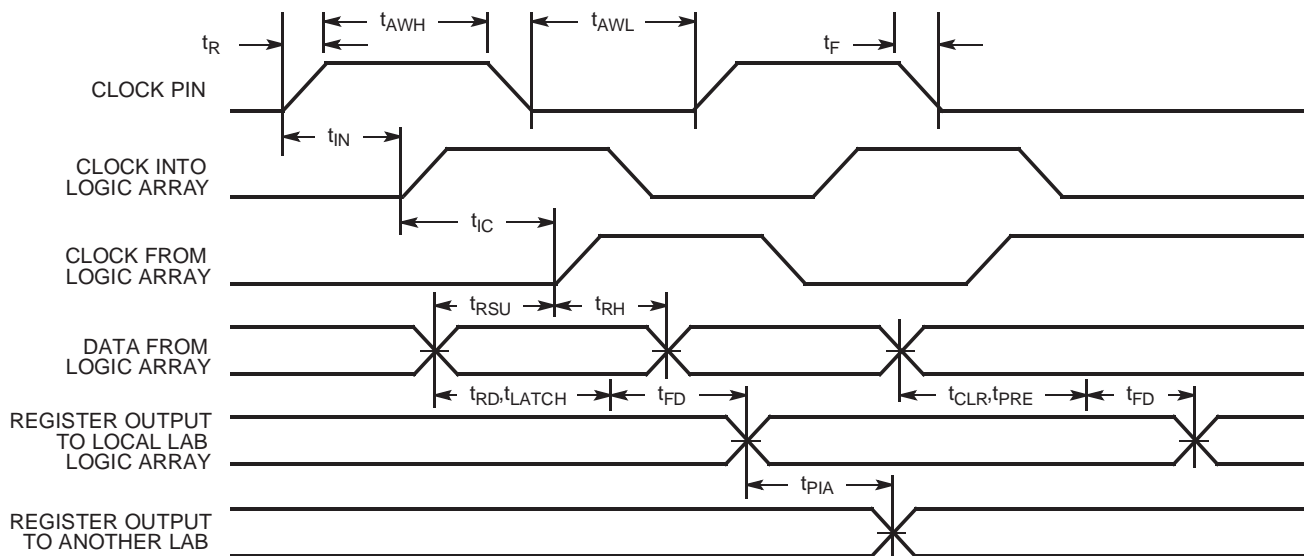 tAWH
tAWL
tR
tF
CLOCK PIN
tIN
CLOCK INTO
LOGIC ARRAY
tIC
CLOCK FROM
LOGIC ARRAY
tRSU
tRH
DATA FROM
LOGIC ARRAY
tRD,tLATCH
tFD
tCLR,tPRE
tFD
REGISTER OUTPUT
TO LOCAL LAB
LOGIC ARRAY
tPIA
REGISTER OUTPUT
TO ANOTHER LAB